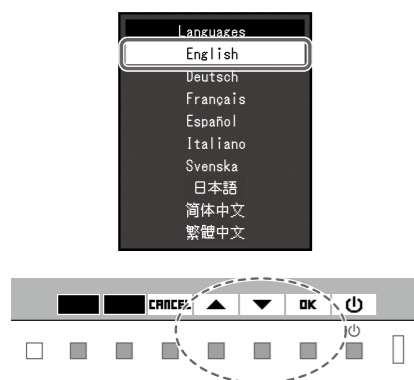 Languages
English
Deutsch
Français
Español
Italiano
Svenska
日本語
简体中文
繁體中文
CANCEL ▲ ▼ OK